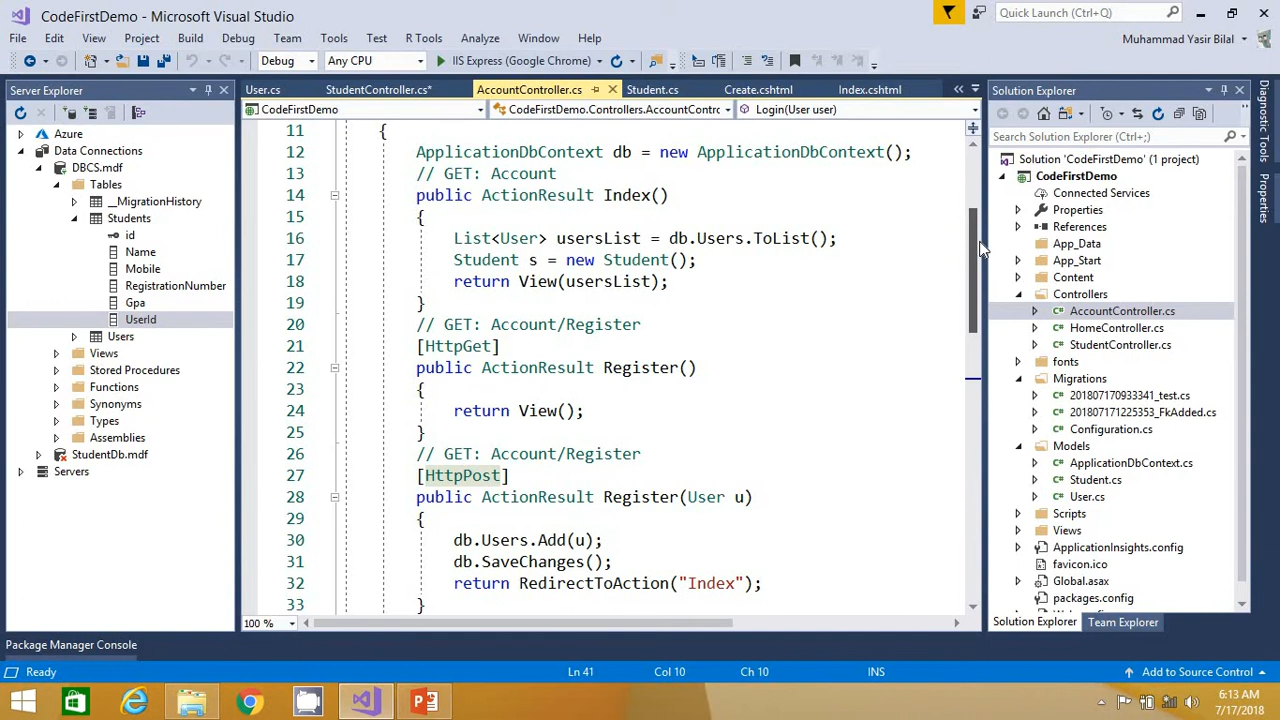 CodeFirstDemo - Microsoft Visual Studio
Quick Launch (Ctrl+Q)
File Edit View Project Build Debug Team Tools Test R Tools Analyze Window Help
Muhammad Yasir Bilal
Debug Any CPU IIS Express (Google Chrome)
Server Explorer
Azure
Data Connections
DBCS.mdf
Tables
_MigrationHistory
Students
id
Name
Mobile
RegistrationNumber
Gpa
UserId
Users
Views
Stored Procedures
Functions
Synonyms
Types
Assemblies
StudentDb.mdf
Servers
User.cs StudentController.cs* AccountController.cs Student.cs Create.cshtml Index.cshtml
CodeFirstDemo CodeFirstDemo.Controllers.AccountContrc Login(User user)
11 {
12 ApplicationDbContext db = new ApplicationDbContext();
13 // GET: Account
14 public ActionResult Index()
15 {
16 List<User> usersList = db.Users.ToList();
17 Student s = new Student();
18 return View(usersList);
19 }
20 // GET: Account/Register
21 [HttpGet]
22 public ActionResult Register()
23 {
24 return View();
25 }
26 // GET: Account/Register
27 [HttpPost]
28 public ActionResult Register(User u)
29 {
30 db.Users.Add(u);
31 db.SaveChanges();
32 return RedirectToAction("Index");
33 }
100 %
Solution Explorer
Search Solution Explorer (Ctrl+;)
Solution 'CodeFirstDemo' (1 project)
CodeFirstDemo
Connected Services
Properties
References
App_Data
App_Start
Content
Controllers
AccountController.cs
HomeController.cs
StudentController.cs
fonts
Migrations
201807170933341_test.cs
201807171225353_FkAdded.cs
Configuration.cs
Models
ApplicationDbContext.cs
Student.cs
User.cs
Scripts
Views
ApplicationInsights.config
favicon.ico
Global.asax
packages.config
Solution Explorer Team Explorer
Diagnostic Tools
Properties
Package Manager Console
Ready Ln 41 Col 10 Ch 10 INS Add to Source Control
6:13 AM
7/17/2018